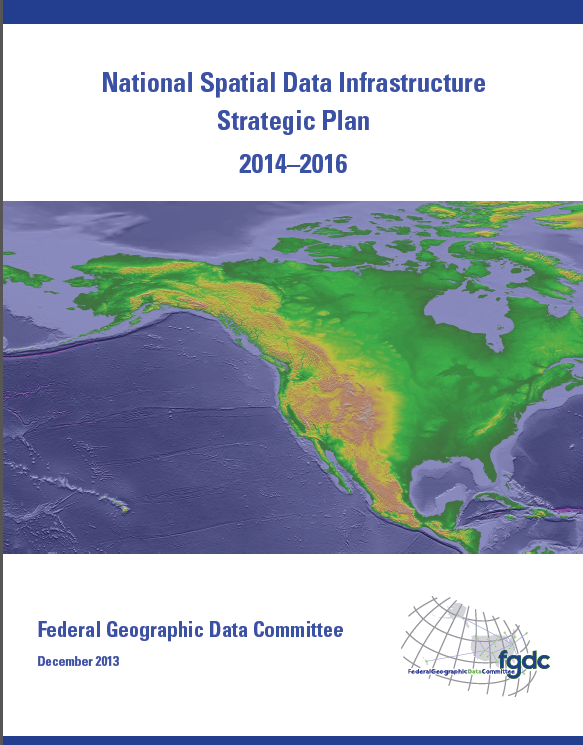 National Spatial Data Infrastructure
Strategic Plan
2014–2016
Federal Geographic Data Committee
December 2013
fgdc
FederalGeographicDataCommittee